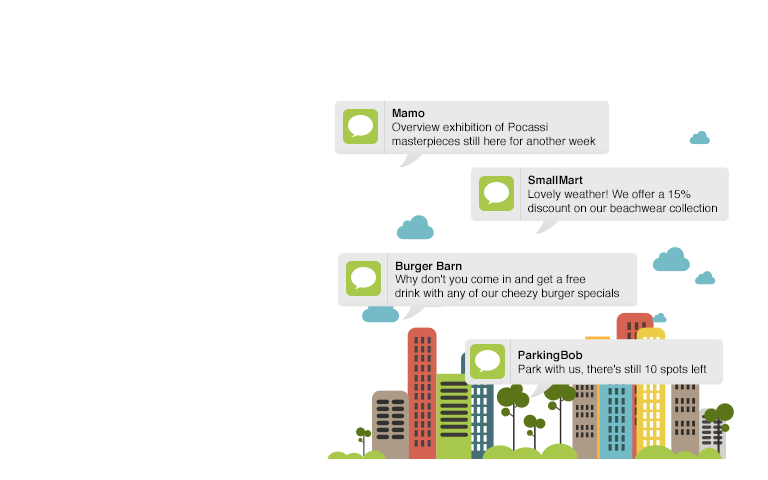 Mamo
Overview exhibition of Pocassi
masterpieces still here for another week
SmallMart
Lovely weather! We offer a 15%
discount on our beachwear collection
Burger Barn
Why don't you come in and get a free
drink with any of our cheezy burger specials
ParkingBob
Park with us, there's still 10 spots left